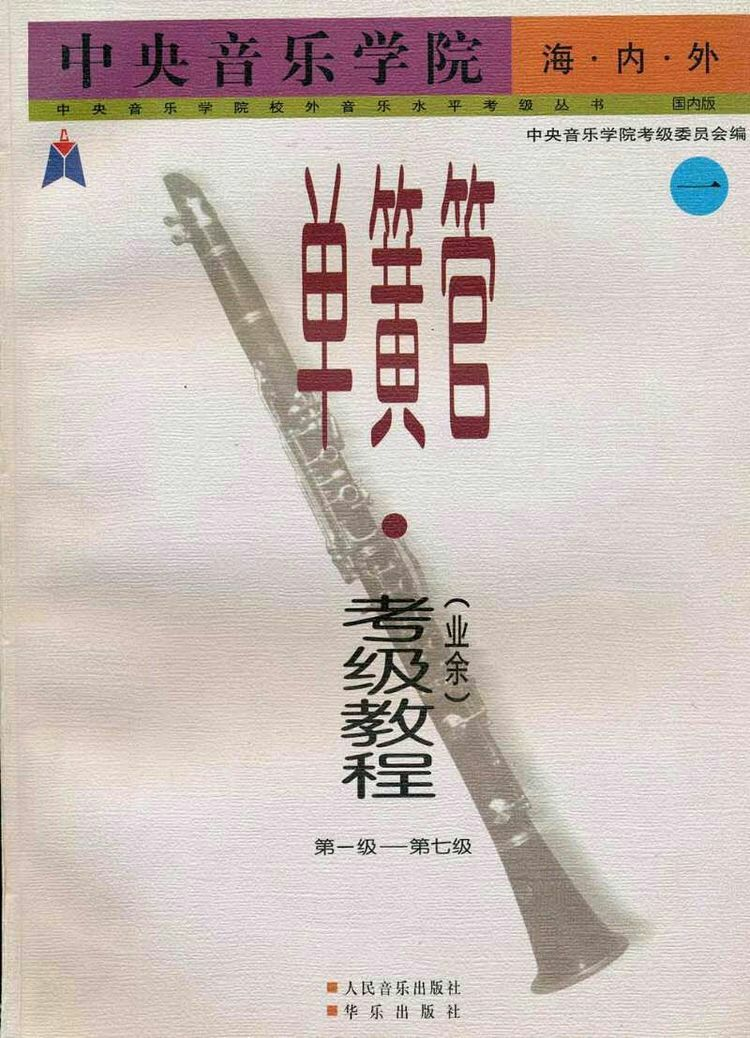 中央音乐学院
海·内·外
中央音乐学院校外音乐水平考级丛书 国内版
中央音乐学院考级委员会编
一
单簧管
·
考级教程
(业余)
第一级—第七级
人民音乐出版社
华乐出版社